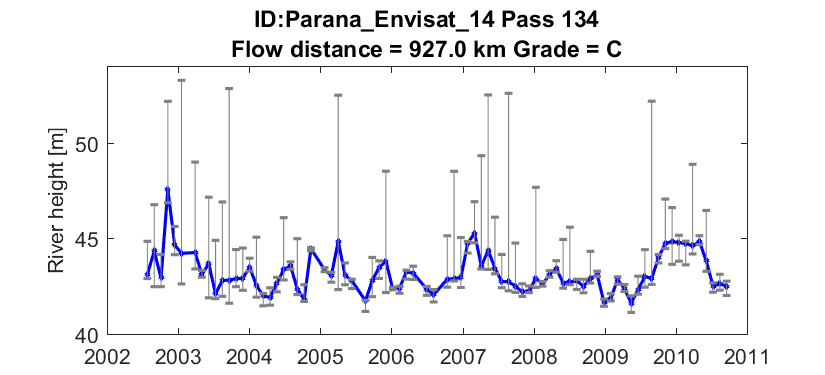 ID:Parana_Envisat_14 Pass 134
Flow distance = 927.0 km Grade = C
River height [m]
50
45
40
2002 2003 2004 2005 2006 2007 2008 2009 2010 2011